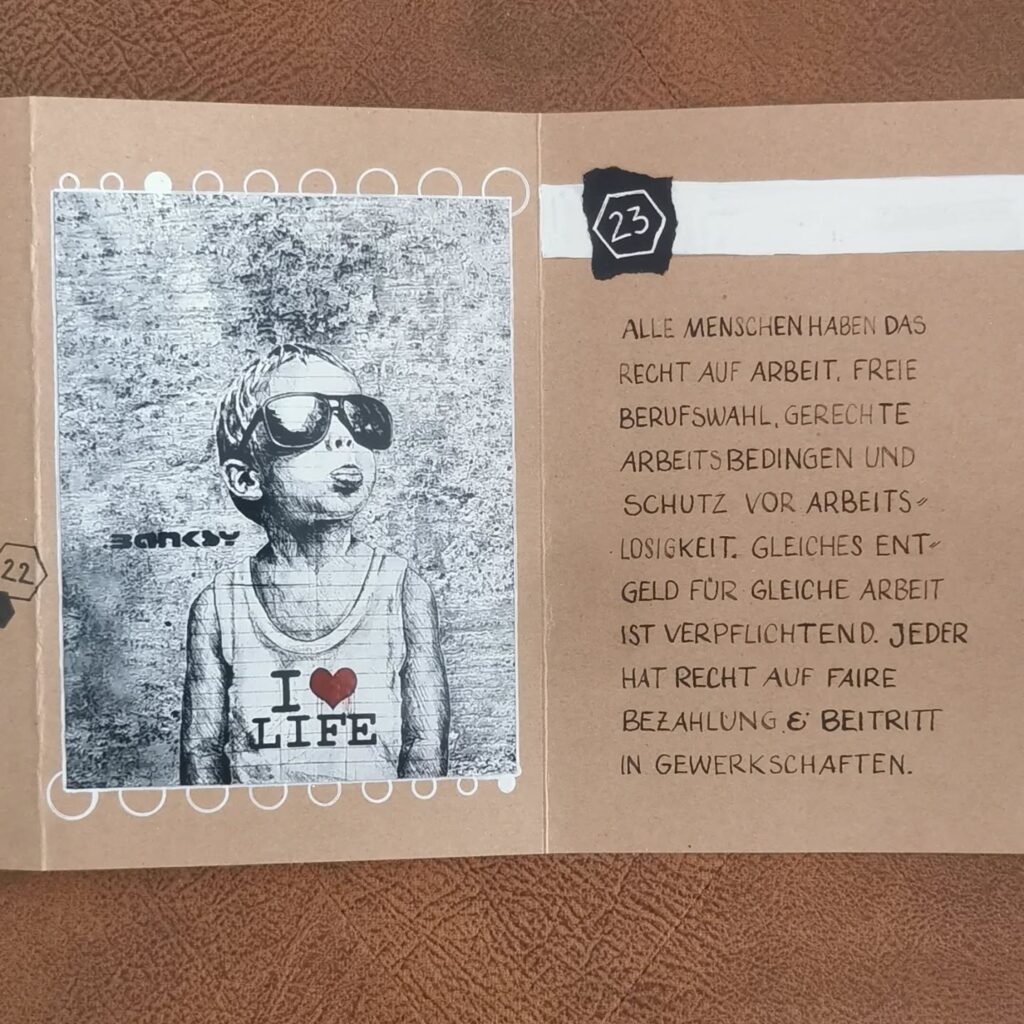 22
BANKSY
I ❤
LIFE
23
ALLE MENSCHEN HABEN DAS
RECHT AUF ARBEIT, FREIE
BERUFSWAHL, GERECHTE
ARBEITSBEDINGEN UND
SCHUTZ VOR ARBEITS=
LOSIGKEIT. GLEICHES ENT=
GELD FÜR GLEICHE ARBEIT
IST VERPFLICHTEND. JEDER
HAT RECHT AUF FAIRE
BEZAHLUNG & BEITRITT
IN GEWERKSCHAFTEN.